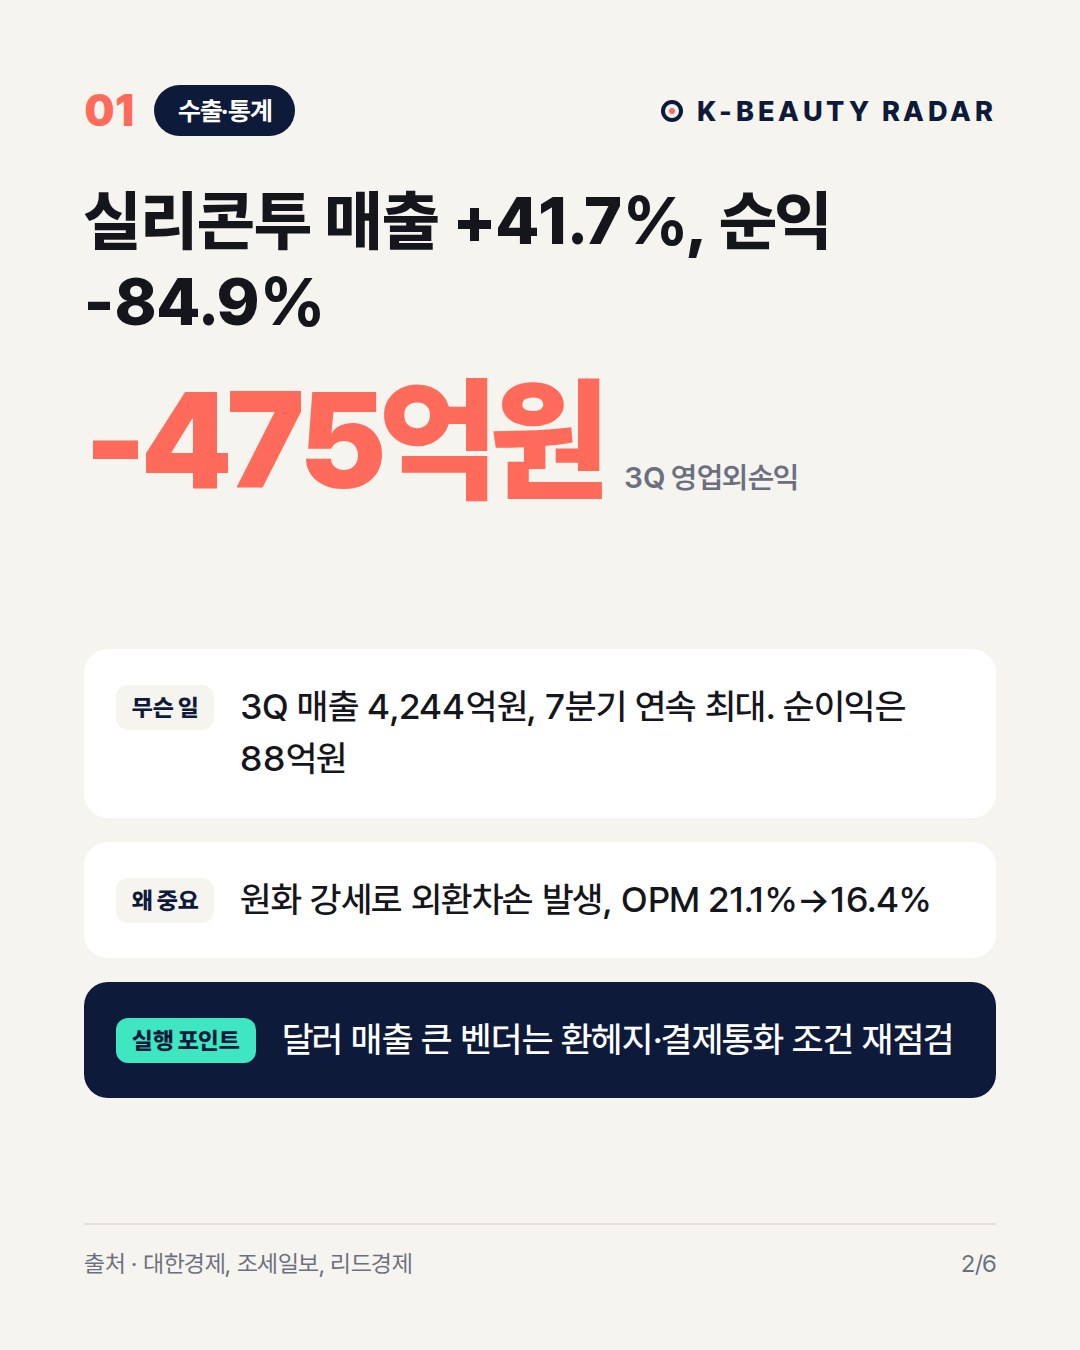 01 수출·통계
K-BEAUTY RADAR
실리콘투 매출 +41.7%, 순익
-84.9%
-475억원 3Q 영업외손익
무슨 일 3Q 매출 4,244억원, 7분기 연속 최대. 순이익은
88억원
왜 중요 원화 강세로 외환차손 발생, OPM 21.1%→16.4%
실행 포인트 달러 매출 큰 벤더는 환헤지·결제통화 조건 재점검
출처 · 대한경제, 조세일보, 리드경제
2/6